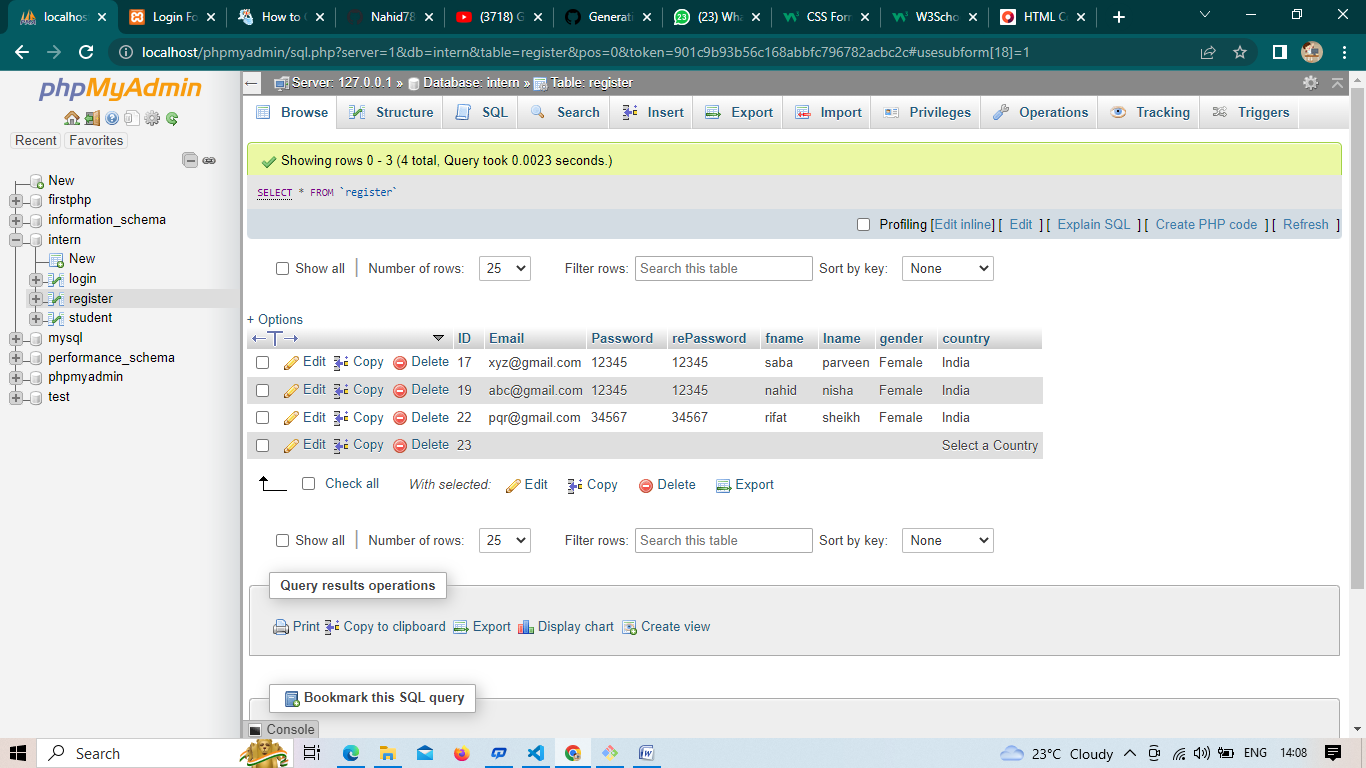 localhost Login Fo How to C Nahid78 (3718) G Generati (23) Wha CSS Form W3Scho HTML C
localhost/phpmyadmin/sql.php?server=1&db=intern&table=register&pos=0&token=901c9b93b56c168abbfc796782acbc2c#usesubform[18]=1
phpMyAdmin
Recent Favorites
New
firstphp
information_schema
intern
New
login
register
student
mysql
performance_schema
phpmyadmin
test
Server: 127.0.0.1 » Database: intern » Table: register
Browse Structure SQL Search Insert Export Import Privileges Operations Tracking Triggers
Showing rows 0 - 3 (4 total, Query took 0.0023 seconds.)
SELECT * FROM `register`
Profiling [Edit inline] [ Edit ] [ Explain SQL ] [ Create PHP code ] [ Refresh ]
Show all Number of rows: 25 Filter rows: Search this table Sort by key: None
+ Options
ID Email Password rePassword fname lname gender country
Edit Copy Delete 17 xyz@gmail.com 12345 12345 saba parveen Female India
Edit Copy Delete 19 abc@gmail.com 12345 12345 nahid nisha Female India
Edit Copy Delete 22 pqr@gmail.com 34567 34567 rifat sheikh Female India
Edit Copy Delete 23 Select a Country
Check all With selected: Edit Copy Delete Export
Show all Number of rows: 25 Filter rows: Search this table Sort by key: None
Query results operations
Print Copy to clipboard Export Display chart Create view
Bookmark this SQL query
Console
Search 23°C Cloudy ENG 14:08